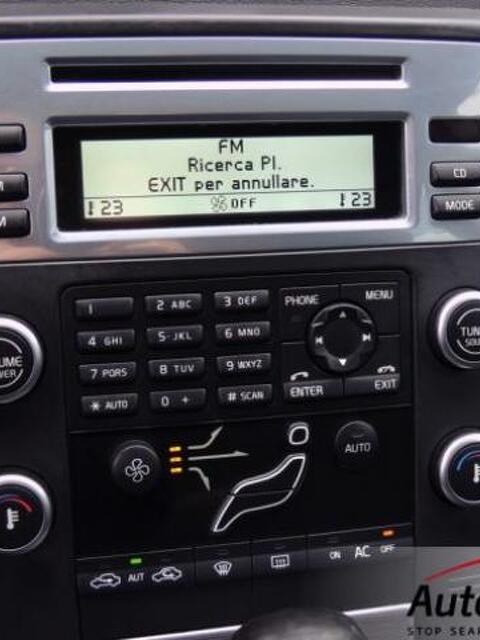 FM
Ricerca PI.
EXIT per annullare.
23 OFF 23
CD
MODE
1 2 ABC 3 DEF
PHONE MENU
4 GHI 5 JKL 6 MNO
7 PQRS 8 TUV 9 WXYZ
* AUTO 0 + # SCAN
ENTER EXIT
AUTO
AUT
ON AC OFF
STOP